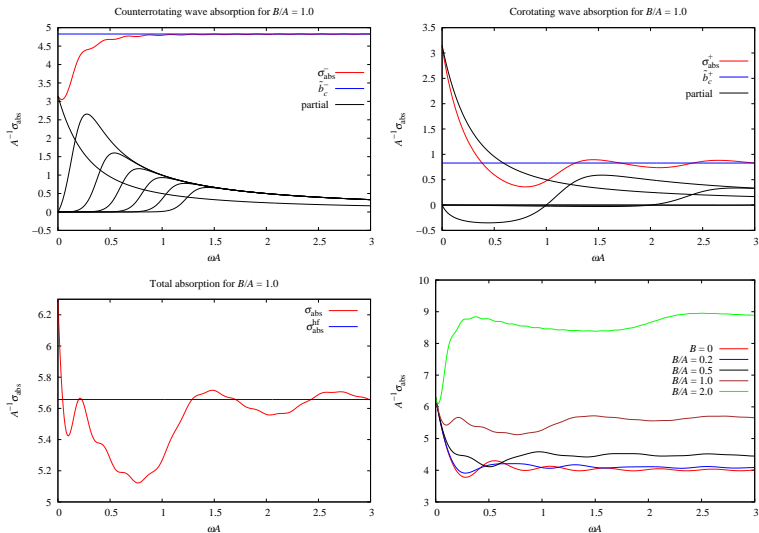 Counterrotating wave absorption for B/A = 1.0
A⁻¹σabs
5
4.5
4
3.5
3
2.5
2
1.5
1
0.5
0
−0.5
σ⁻abs
b̃⁻c
partial
0 0.5 1 1.5 2 2.5 3
ωA
Corotating wave absorption for B/A = 1.0
A⁻¹σabs
3.5
3
2.5
2
1.5
1
0.5
0
−0.5
σ⁺abs
b̃⁺c
partial
0 0.5 1 1.5 2 2.5 3
ωA
Total absorption for B/A = 1.0
A⁻¹σabs
6.2
6
5.8
5.6
5.4
5.2
5
σabs
σʰᶠabs
0 0.5 1 1.5 2 2.5 3
ωA
A⁻¹σabs
10
9
8
7
6
5
4
3
B = 0
B/A = 0.2
B/A = 0.5
B/A = 1.0
B/A = 2.0
0 0.5 1 1.5 2 2.5 3
ωA